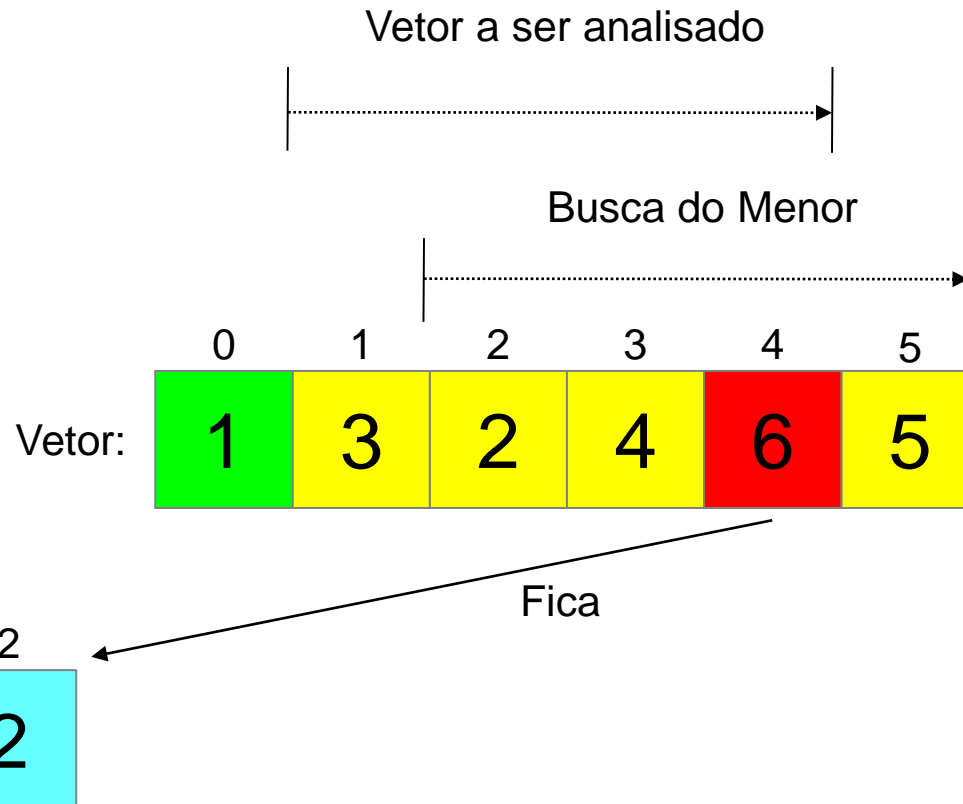 Vetor a ser analisado
Busca do Menor
0 1 2 3 4 5
Vetor: 1 3 2 4 6 5
Fica
2
2